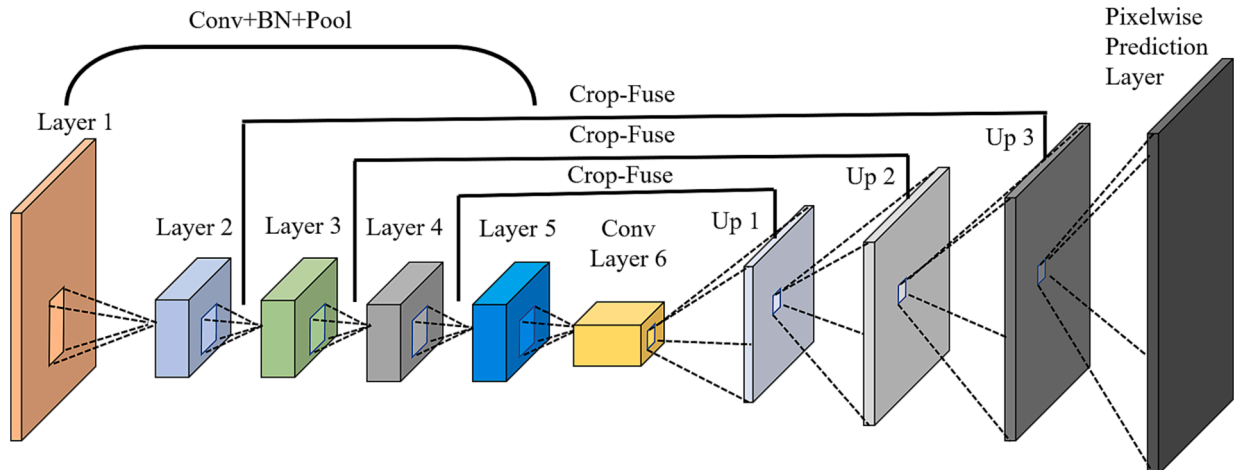 Conv+BN+Pool
Pixelwise
Prediction
Layer
Crop-Fuse
Layer 1
Crop-Fuse
Up 3
Crop-Fuse
Up 2
Layer 2
Layer 3
Layer 4
Layer 5
Conv
Layer 6
Up 1